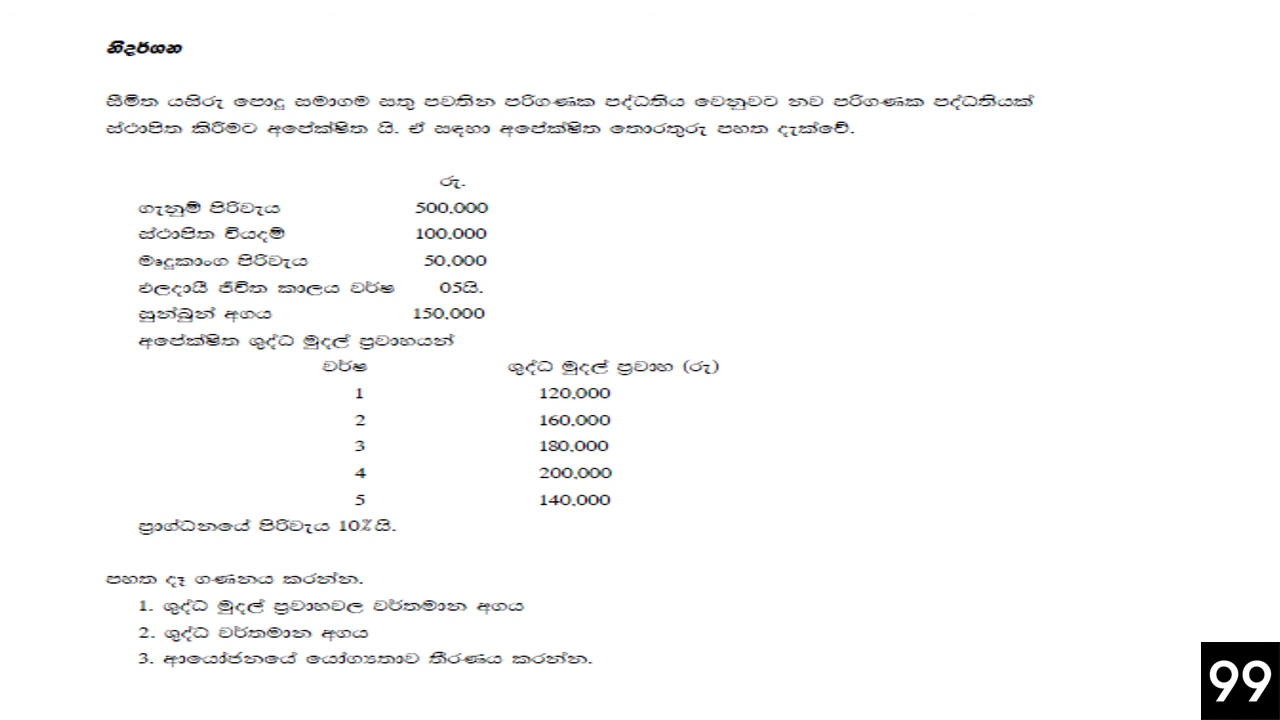 නිදර්ශන
සීමිත යසිරු පොදු සමාගම සතු පවතින පරිගණක පද්ධතිය වෙනුවට නව පරිගණක පද්ධතියක්
ස්ථාපිත කිරීමට අපේක්ෂිත යි. ඒ සඳහා අපේක්ෂිත තොරතුරු පහත දැක්වේ.
රු.
ගැනුම් පිරිවැය 500,000
ස්ථාපිත වියදම් 100,000
මෘදුකාංග පිරිවැය 50,000
ඵලදායී ජීවිත කාලය වර්ෂ 05යි.
සුන්බුන් අගය 150,000
අපේක්ෂිත ශුද්ධ මුදල් ප්‍රවාහයන්
වර්ෂ ශුද්ධ මුදල් ප්‍රවාහ (රු)
1 120,000
2 160,000
3 180,000
4 200,000
5 140,000
ප්‍රාග්ධනයේ පිරිවැය 10%යි.
පහත දෑ ගණනය කරන්න.
1. ශුද්ධ මුදල් ප්‍රවාහවල වර්තමාන අගය
2. ශුද්ධ වර්තමාන අගය
3. ආයෝජනයේ යෝග්‍යතාව තීරණය කරන්න.
99